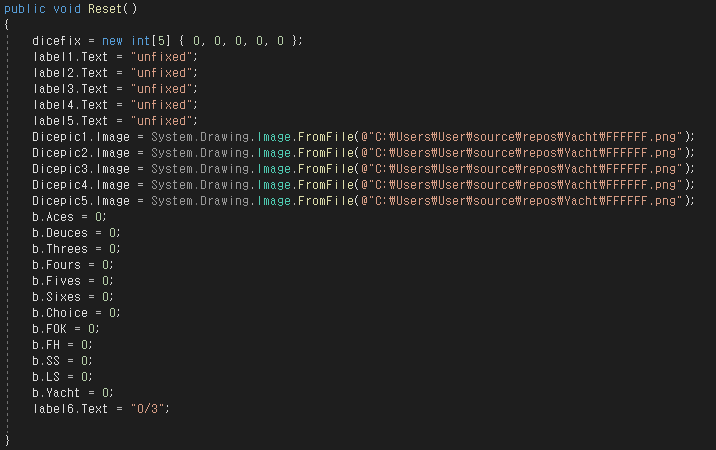 public void Reset()
{
dicefix = new int[5] { 0, 0, 0, 0, 0 };
label1.Text = "unfixed";
label2.Text = "unfixed";
label3.Text = "unfixed";
label4.Text = "unfixed";
label5.Text = "unfixed";
Dicepic1.Image = System.Drawing.Image.FromFile(@"C:₩Users₩User₩source₩repos₩Yacht₩FFFFFF.png");
Dicepic2.Image = System.Drawing.Image.FromFile(@"C:₩Users₩User₩source₩repos₩Yacht₩FFFFFF.png");
Dicepic3.Image = System.Drawing.Image.FromFile(@"C:₩Users₩User₩source₩repos₩Yacht₩FFFFFF.png");
Dicepic4.Image = System.Drawing.Image.FromFile(@"C:₩Users₩User₩source₩repos₩Yacht₩FFFFFF.png");
Dicepic5.Image = System.Drawing.Image.FromFile(@"C:₩Users₩User₩source₩repos₩Yacht₩FFFFFF.png");
b.Aces = 0;
b.Deuces = 0;
b.Threes = 0;
b.Fours = 0;
b.Fives = 0;
b.Sixes = 0;
b.Choice = 0;
b.FOK = 0;
b.FH = 0;
b.SS = 0;
b.LS = 0;
b.Yacht = 0;
label6.Text = "0/3";
}